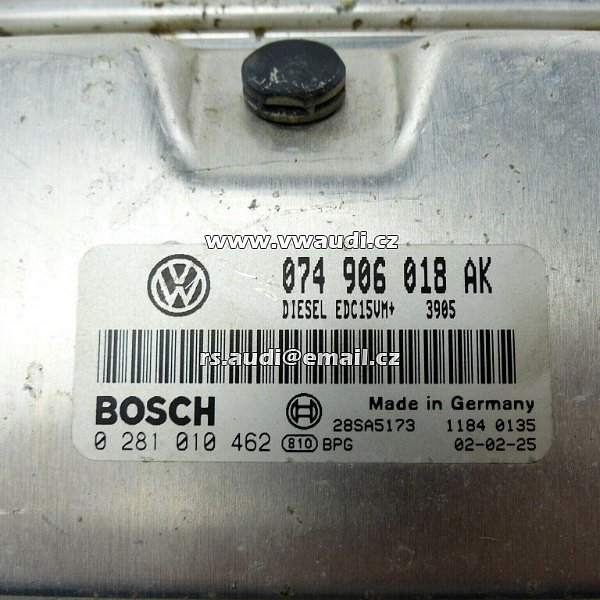 www.vwaudi.cz
VW
074 906 018 AK
DIESEL EDC15VM+ 3905
rs.audi@email.cz
BOSCH
Made in Germany
28SA5173 1184 0135
0 281 010 462 810 BPG 02-02-25